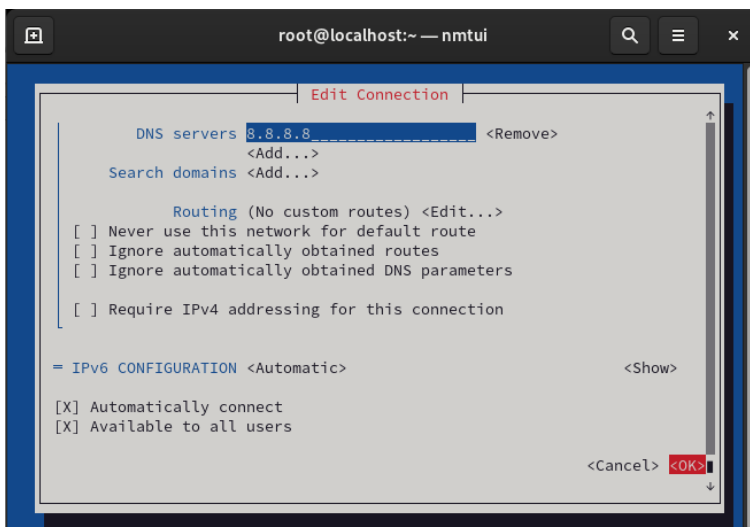 root@localhost:~ — nmtui
Edit Connection
DNS servers 8.8.8.8___________________ <Remove>
<Add...>
Search domains <Add...>
Routing (No custom routes) <Edit...>
[ ] Never use this network for default route
[ ] Ignore automatically obtained routes
[ ] Ignore automatically obtained DNS parameters
[ ] Require IPv4 addressing for this connection
= IPv6 CONFIGURATION <Automatic> <Show>
[X] Automatically connect
[X] Available to all users
<Cancel> <OK>